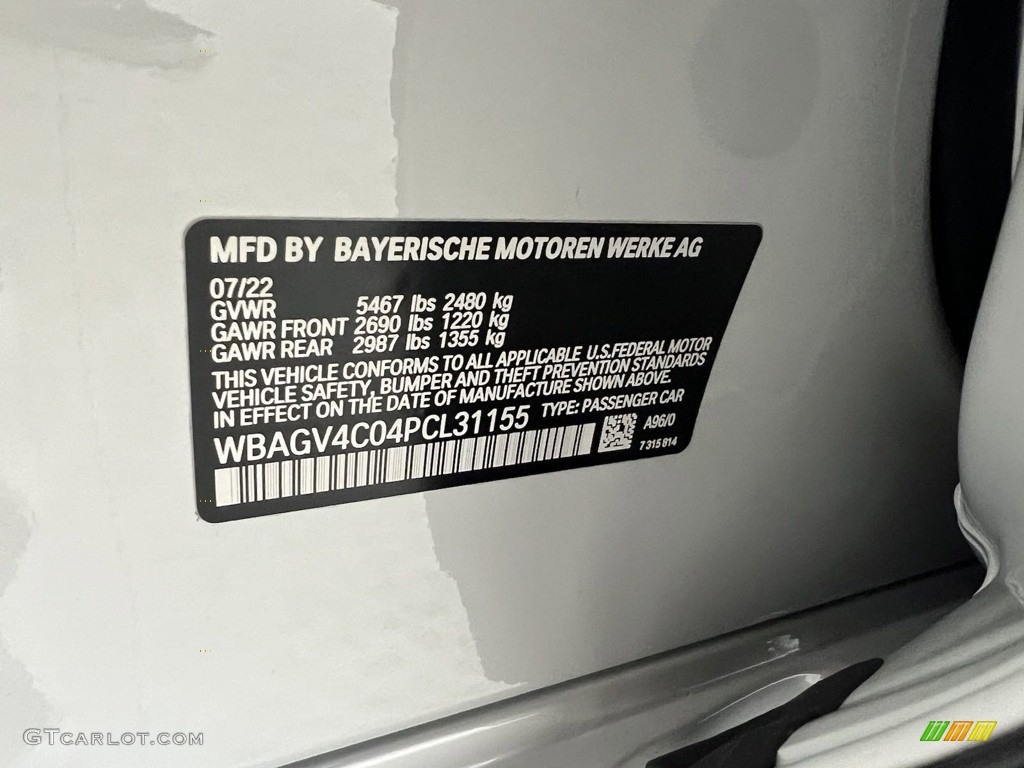 MFD BY BAYERISCHE MOTOREN WERKE AG
07/22
GVWR 5467 lbs 2480 kg
GAWR FRONT 2690 lbs 1220 kg
GAWR REAR 2987 lbs 1355 kg
THIS VEHICLE CONFORMS TO ALL APPLICABLE U.S.FEDERAL MOTOR
VEHICLE SAFETY, BUMPER AND THEFT PREVENTION STANDARDS
IN EFFECT ON THE DATE OF MANUFACTURE SHOWN ABOVE.
WBAGV4C04PCL31155 TYPE: PASSENGER CAR
A96/0
7 315 814
GTCARLOT.COM